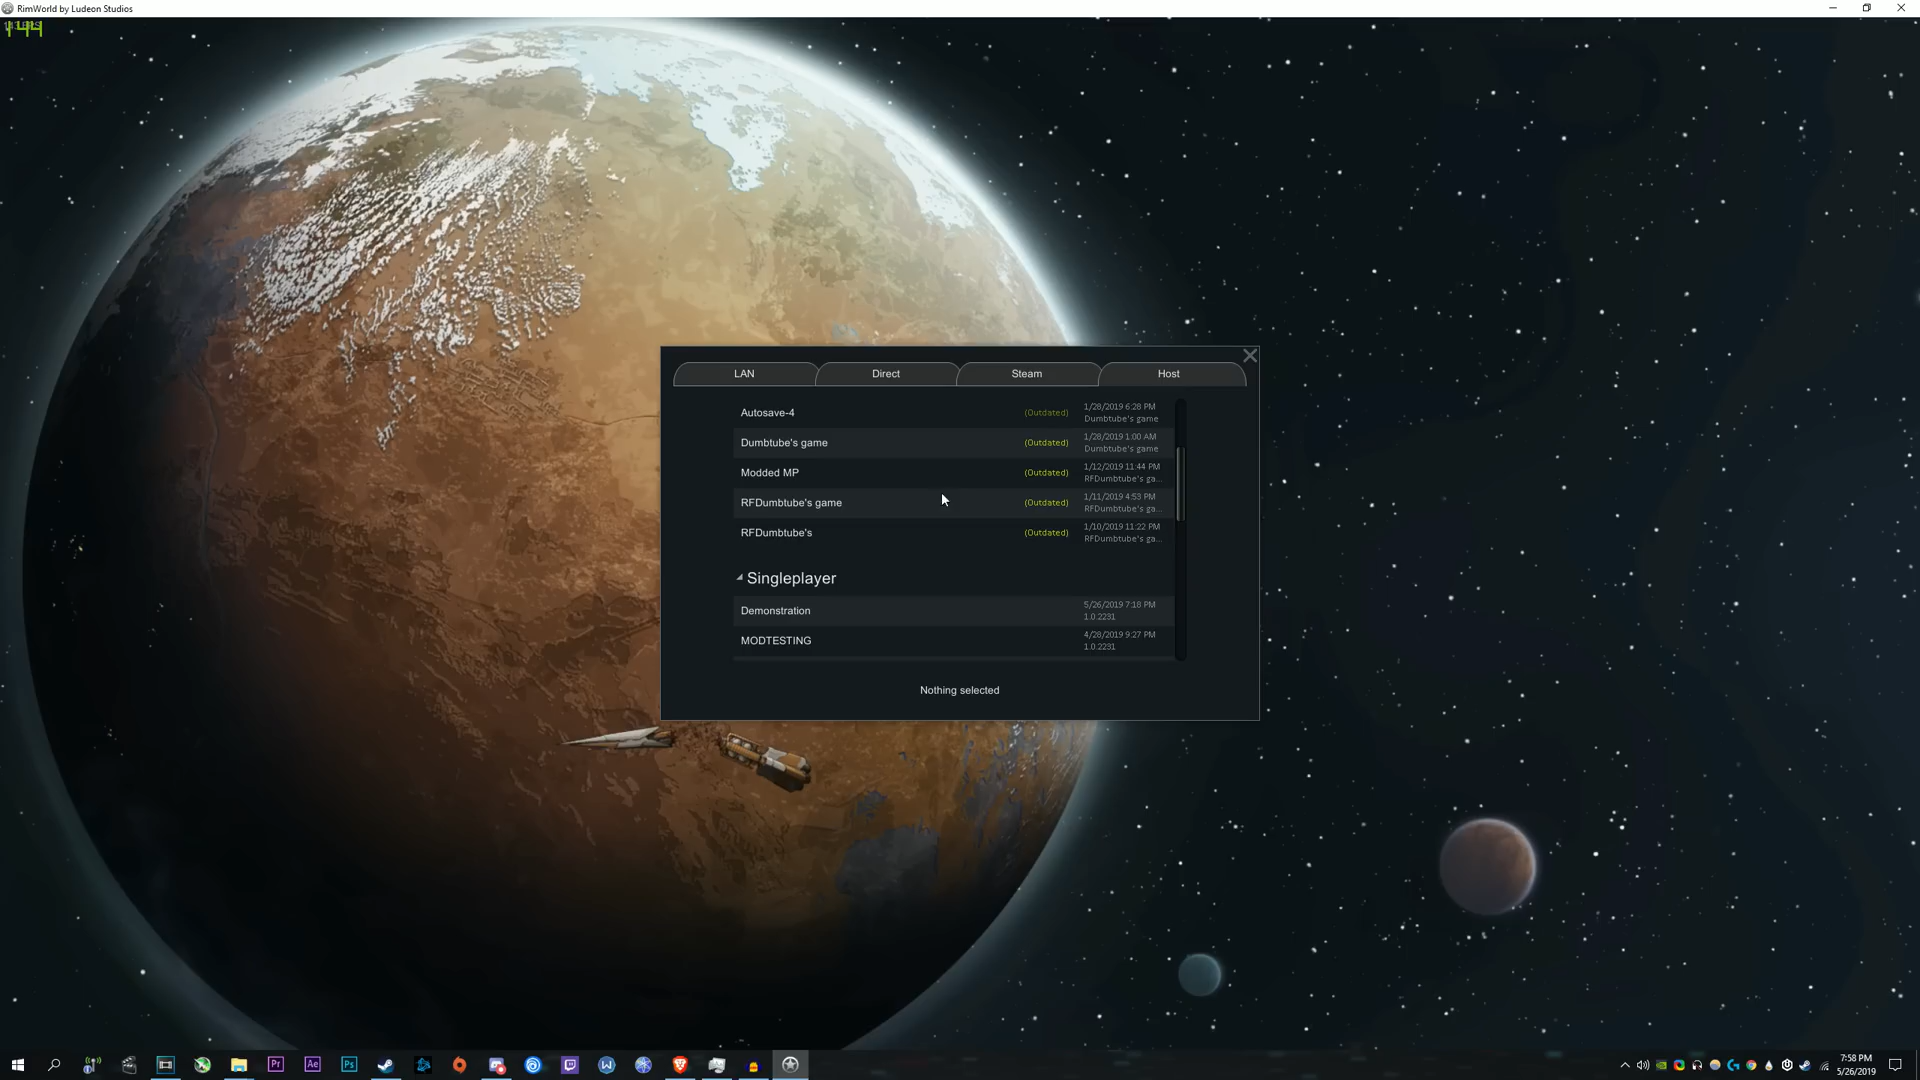 RimWorld by Ludeon Studios
144
LAN
Direct
Steam
Host
Autosave-4
(Outdated)
1/28/2019 6:28 PM
Dumbtube's game
Dumbtube's game
(Outdated)
1/28/2019 1:00 AM
Dumbtube's game
Modded MP
(Outdated)
1/12/2019 11:44 PM
RFDumbtube's ga...
RFDumbtube's game
(Outdated)
1/11/2019 4:53 PM
RFDumbtube's ga...
RFDumbtube's
(Outdated)
1/10/2019 11:22 PM
RFDumbtube's ga...
Singleplayer
Demonstration
5/26/2019 7:18 PM
1.0.2231
MODTESTING
4/28/2019 9:27 PM
1.0.2231
Nothing selected
Pr
Ae
Ps
7:58 PM
5/26/2019